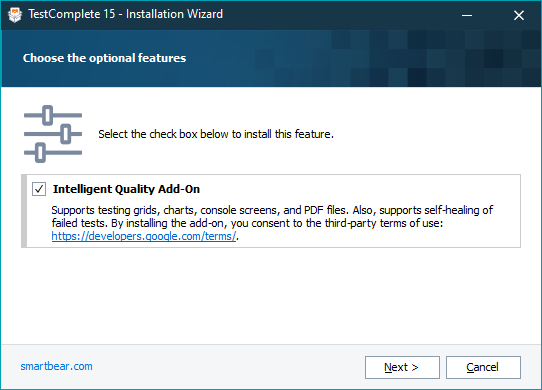 TestComplete 15 - Installation Wizard
Choose the optional features
Select the check box below to install this feature.
Intelligent Quality Add-On
Supports testing grids, charts, console screens, and PDF files. Also, supports self-healing of
failed tests. By installing the add-on, you consent to the third-party terms of use:
https://developers.google.com/terms/.
smartbear.com
Next >
Cancel